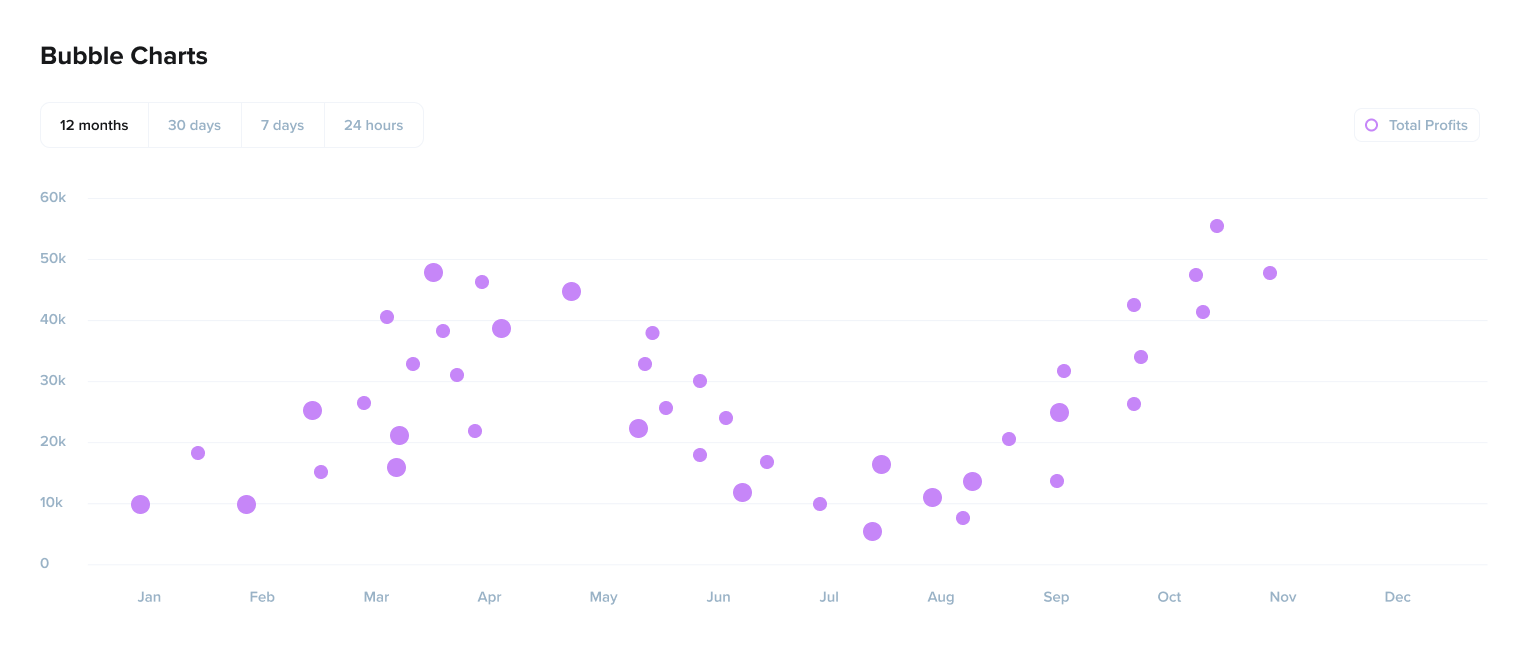 Bubble Charts
12 months 30 days 7 days 24 hours
Total Profits
60k
50k
40k
30k
20k
10k
0
Jan Feb Mar Apr May Jun Jul Aug Sep Oct Nov Dec